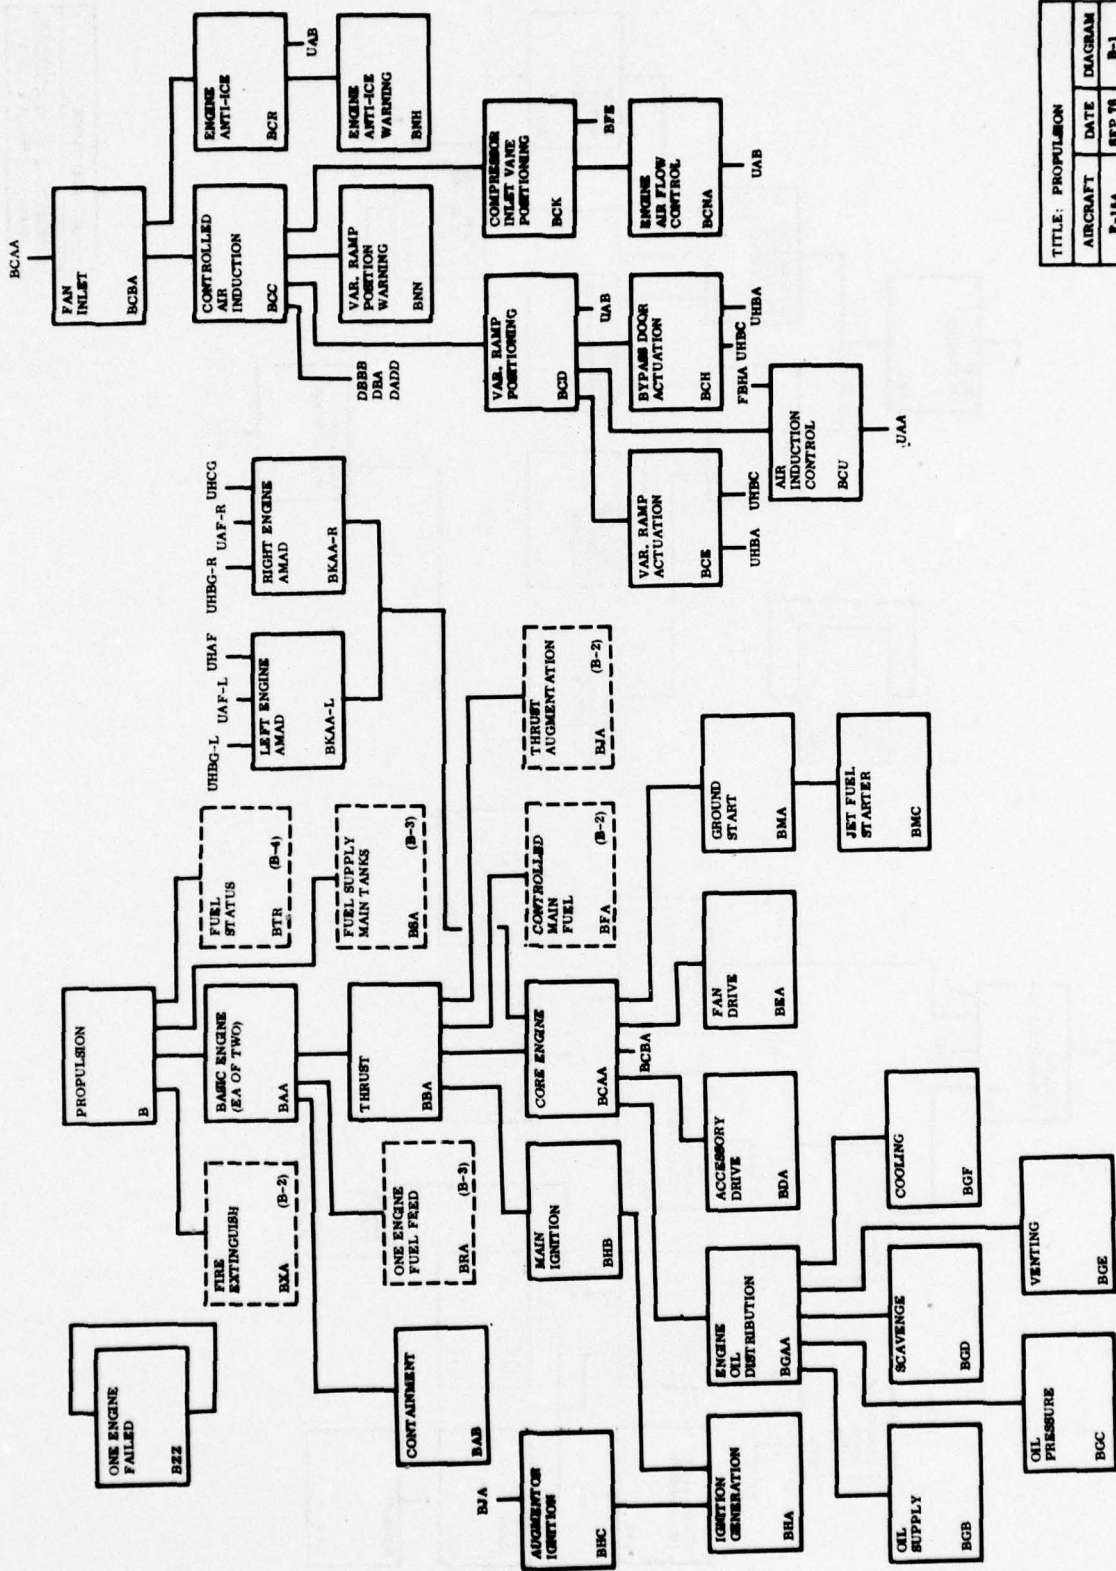 ONE ENGINE
FAILED
BZZ
PROPULSION
B
FIRE
EXTINGUISH
BXA (B-2)
BASIC ENGINE
(EA OF TWO)
BAA
FUEL
STATUS
BTR (B-4)
CONTAINMENT
BAB
ONE ENGINE
FUEL FEED
BRA (B-3)
THRUST
BBA
FUEL SUPPLY
MAIN TANKS
BSA (B-3)
UHBG-L UAF-L UHAF
LEFT ENGINE
AMAD
BKAA-L
UHBG-R UAF-R UHCG
RIGHT ENGINE
AMAD
BKAA-R
BJA
AUGMENTOR
IGNITION
BHC
MAIN
IGNITION
BHB
CORE ENGINE
BCAA
BCBA
CONTROLLED
MAIN
FUEL
BFA (B-2)
THRUST
AUGMENTATION
BJA (B-2)
IGNITION
GENERATION
BHA
ENGINE
OIL
DISTRIBUTION
BGAA
ACCESSORY
DRIVE
BDA
FAN
DRIVE
BEA
GROUND
START
BMA
JET FUEL
STARTER
BMC
OIL
SUPPLY
BGB
SCAVENGE
BGD
COOLING
BGF
OIL
PRESSURE
BGC
VENTING
BGE
BCAA
FAN
INLET
BCBA
CONTROLLED
AIR
INDUCTION
BCC
ENGINE
ANTI-ICE
BCR
UAB
DBBB
DBA
DADD
VAR. RAMP
POSITION
WARNING
BNN
ENGINE
ANTI-ICE
WARNING
BNH
VAR. RAMP
POSITIONING
BCD
UAB
COMPRESSOR
INLET VANE
POSITIONING
BCK
BFE
VAR. RAMP
ACTUATION
BCE
UHBA UHBC
BYPASS DOOR
ACTUATION
BCH
FBHA UHBC UHBA
ENGINE
AIR FLOW
CONTROL
BCNA
UAB
AIR
INDUCTION
CONTROL
BCU
UAA
TITLE: PROPULSION
AIRCRAFT DATE DIAGRAM
SEP 78 B-1